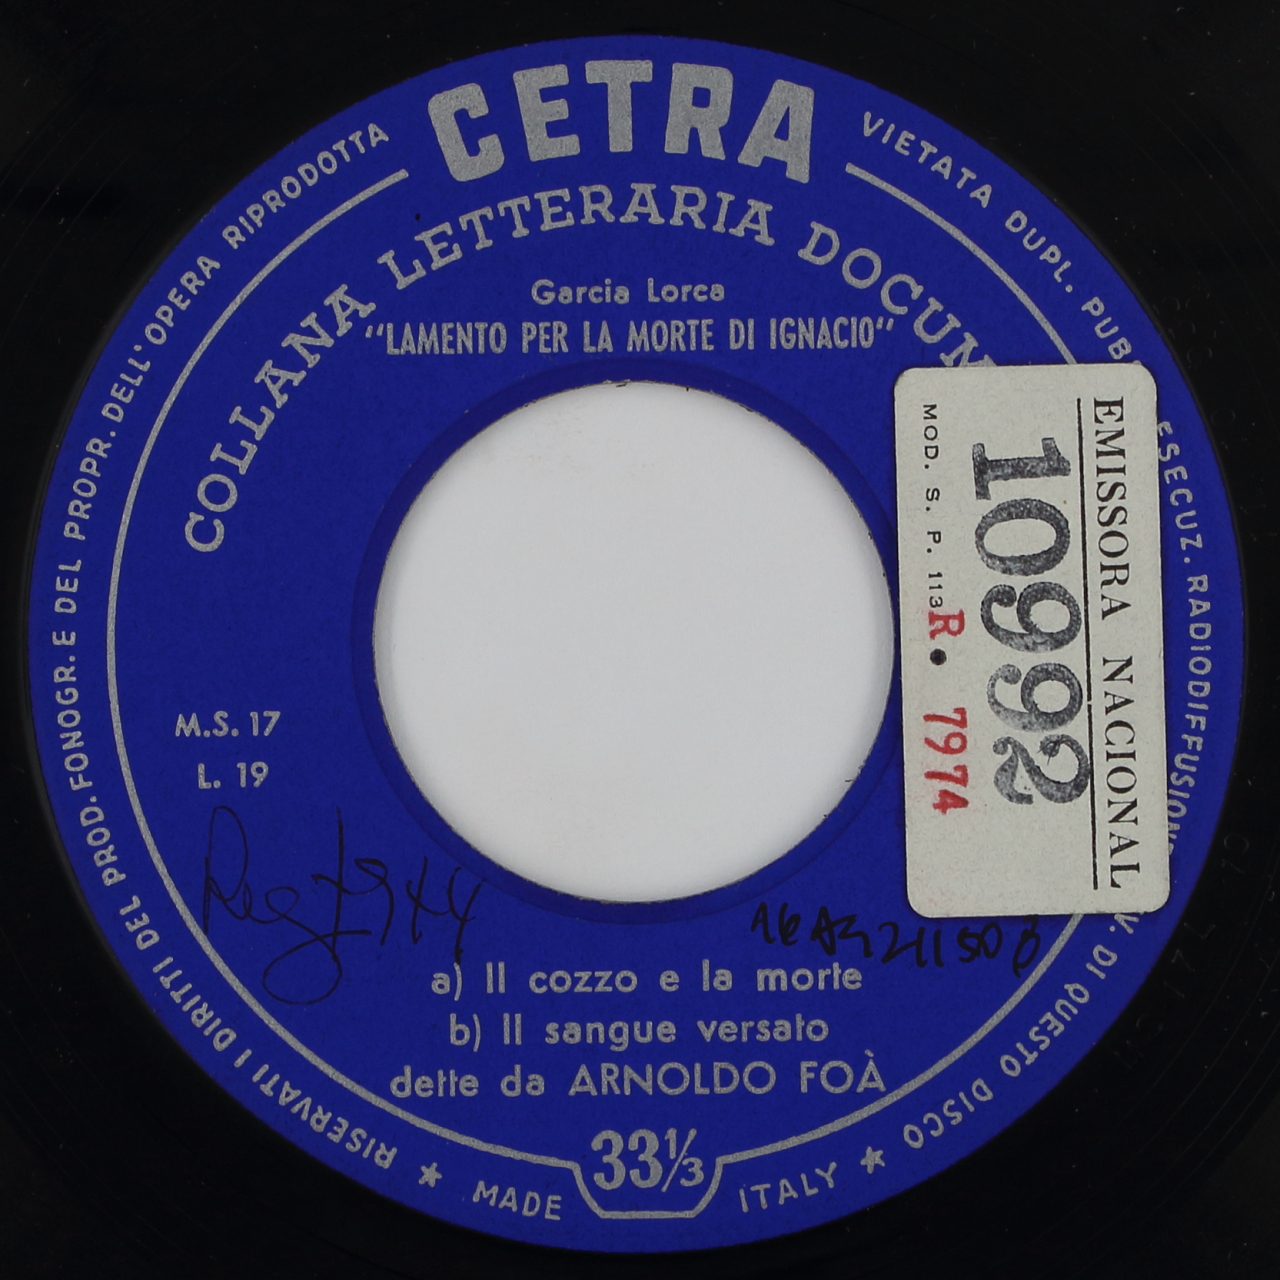 CETRA
COLLANA LETTERARIA DOCUM
Garcia Lorca
"LAMENTO PER LA MORTE DI IGNACIO"
M.S. 17
L. 19
EMISSORA NACIONAL
10992
MOD. S. P. 113
R. 7974
a) Il cozzo e la morte
b) Il sangue versato
dette da ARNOLDO FOÀ
33⅓
MADE ITALY
★ RISERVATI I DIRITTI DEL PROD. FONOGR. E DEL PROPR. DELL'OPERA RIPRODOTTA
VIETATA DUPL. PUBB ESECUZ. RADIODIFFUSIONE V. DI QUESTO DISCO ★